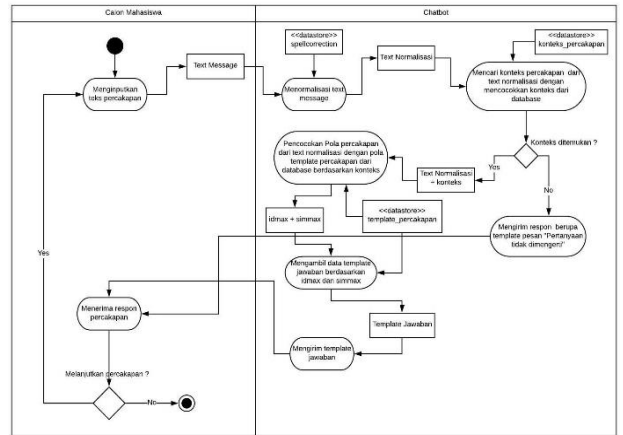 Calon Mahasiswa
Chatbot
<<datastore>>
spellcorrection
<<datastore>>
konteks_percakapan
Text Message
Text Normalisasi
Menginputkan
teks percakapan
Menormalisasi text
message
Mencari konteks percakapan dari
text normalisasi dengan
mencocokkan konteks dari
database
Konteks ditemukan ?
Pencocokan Pola percakapan
dari text normalisasi dengan pola
template percakapan dari
database berdasarkan konteks
Yes
Text Normalisasi
+ konteks
No
idmax + simmax
<<datastore>>
template_percakapan
Mengirim respon berupa
template pesan "Pertanyaan
tidak dimengerti"
Yes
Mengambil data template
jawaban berdasarkan
idmax dan simmax
Menerima respon
percakapan
Template Jawaban
Mengirim template
jawaban
Melanjutkan percakapan ?
No